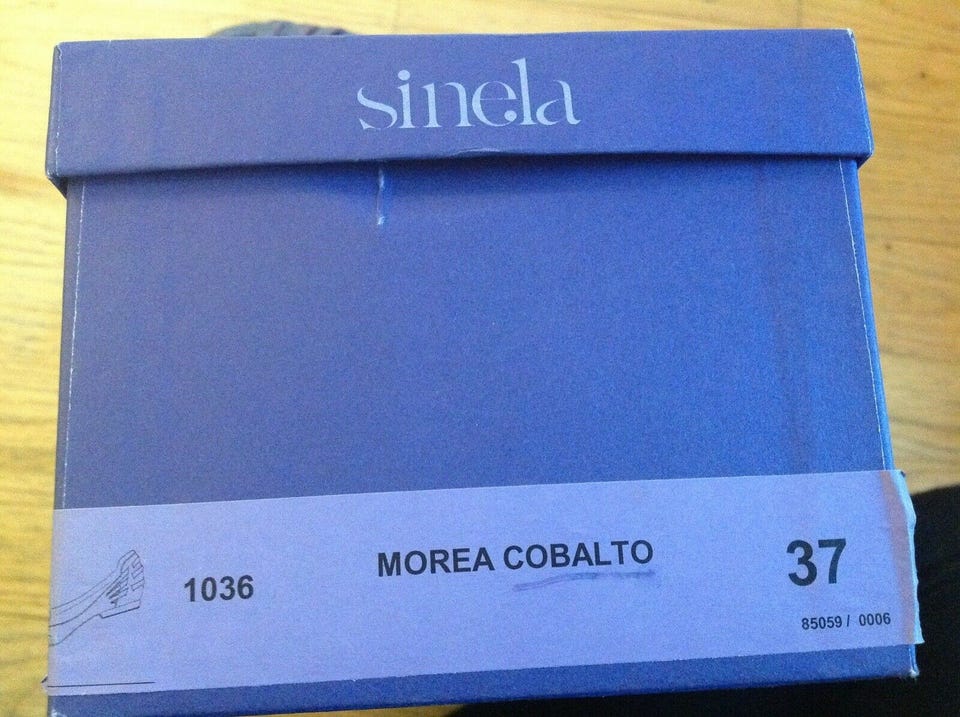 sinela
1036 MOREA COBALTO 37
85059 / 0006